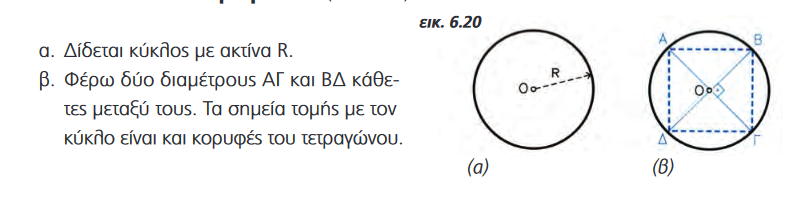 α. Δίδεται κύκλος με ακτίνα R.
β. Φέρω δύο διαμέτρους ΑΓ και ΒΔ κάθε-
τες μεταξύ τους. Τα σημεία τομής με τον
κύκλο είναι και κορυφές του τετραγώνου.
εικ. 6.20
R
O
(α)
Α
Β
O
Δ
Γ
(β)